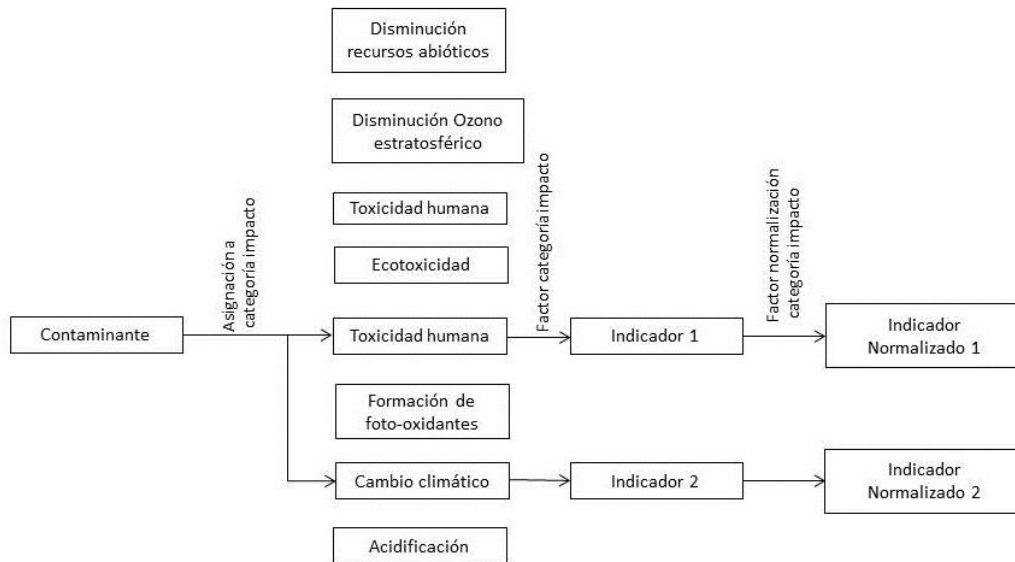 Disminución
recursos abióticos
Disminución Ozono
estratosférico
Toxicidad humana
Ecotoxicidad
Asignación a
categoría impacto
Factor categoría impacto
Factor normalización
categoría impacto
Contaminante
Toxicidad humana
Indicador 1
Indicador
Normalizado 1
Formación de
foto-oxidantes
Cambio climático
Indicador 2
Indicador
Normalizado 2
Acidificación